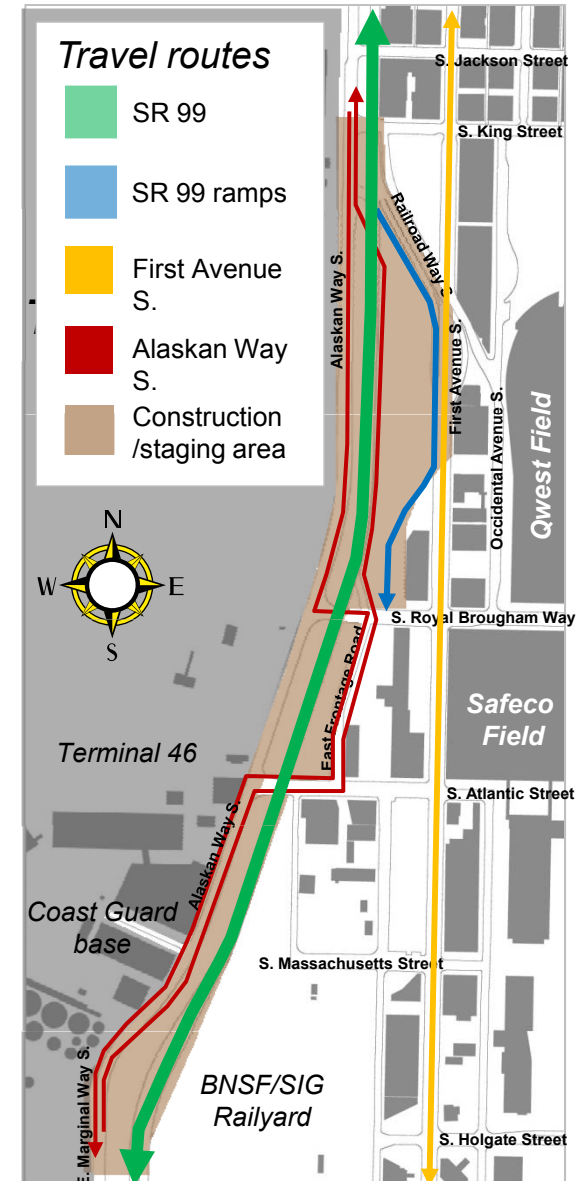 Travel routes
SR 99
SR 99 ramps
First Avenue
S.
Alaskan Way
S.
Construction
/staging area
S. Jackson Street
S. King Street
Railroad Way S.
Alaskan Way S.
First Avenue S.
Occidental Avenue S.
Qwest Field
N
W
E
S
S. Royal Brougham Way
East Frontage Road
Safeco
Field
Terminal 46
S. Atlantic Street
Alaskan Way S.
Coast Guard
base
S. Massachusetts Street
BNSF/SIG
Railyard
E. Marginal Way S.
S. Holgate Street